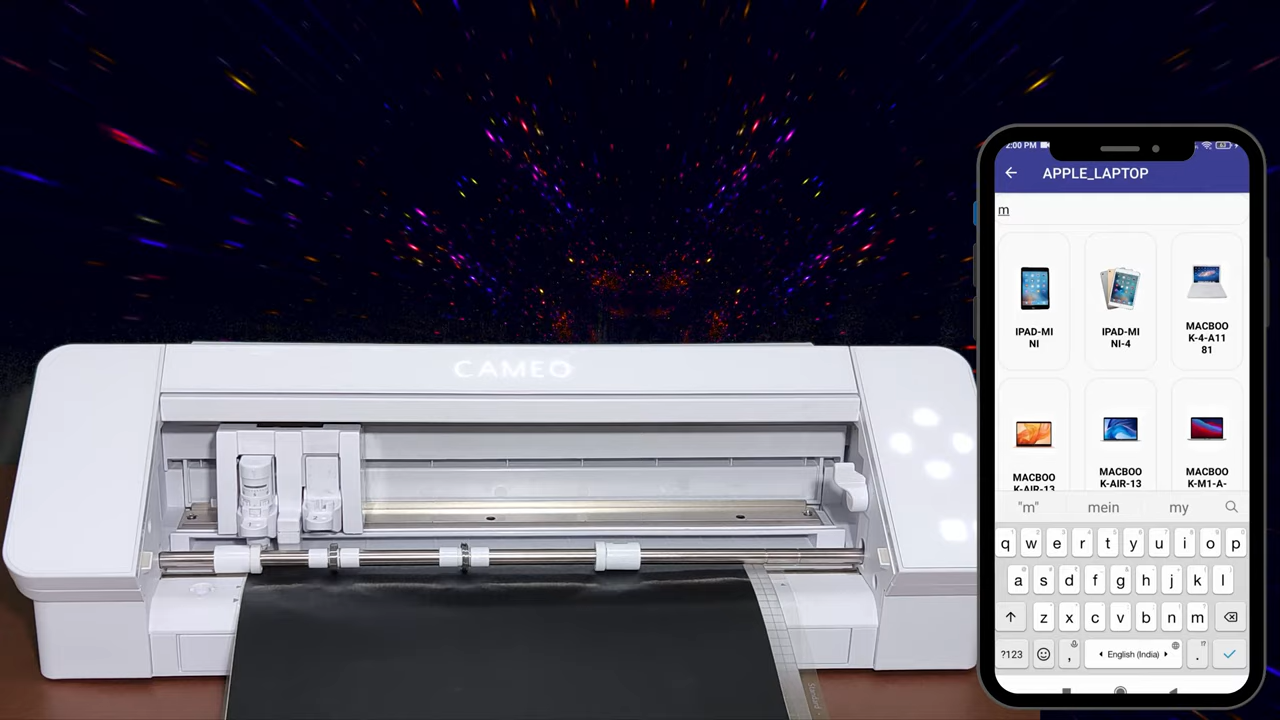 CAMEO
2:00 PM
APPLE_LAPTOP
m
IPAD-MI
NI
IPAD-MI
NI-4
MACBOO
K-4-A11
81
MACBOO
K-AIR-13
MACBOO
K-AIR-13
MACBOO
K-M1-A-
"m" mein my
q w e r t y u i o p
a s d f g h j k l
z x c v b n m
?123 , English (India) .